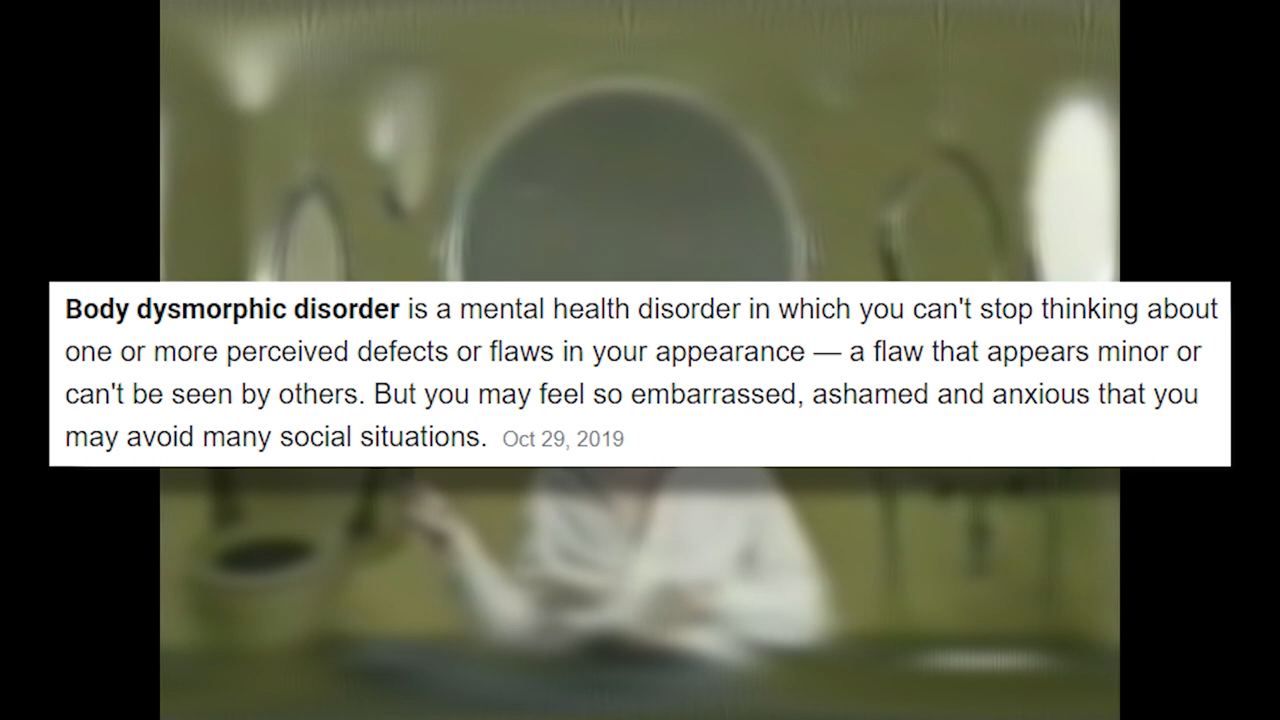 Body dysmorphic disorder is a mental health disorder in which you can't stop thinking about
one or more perceived defects or flaws in your appearance — a flaw that appears minor or
can't be seen by others. But you may feel so embarrassed, ashamed and anxious that you
may avoid many social situations. Oct 29, 2019